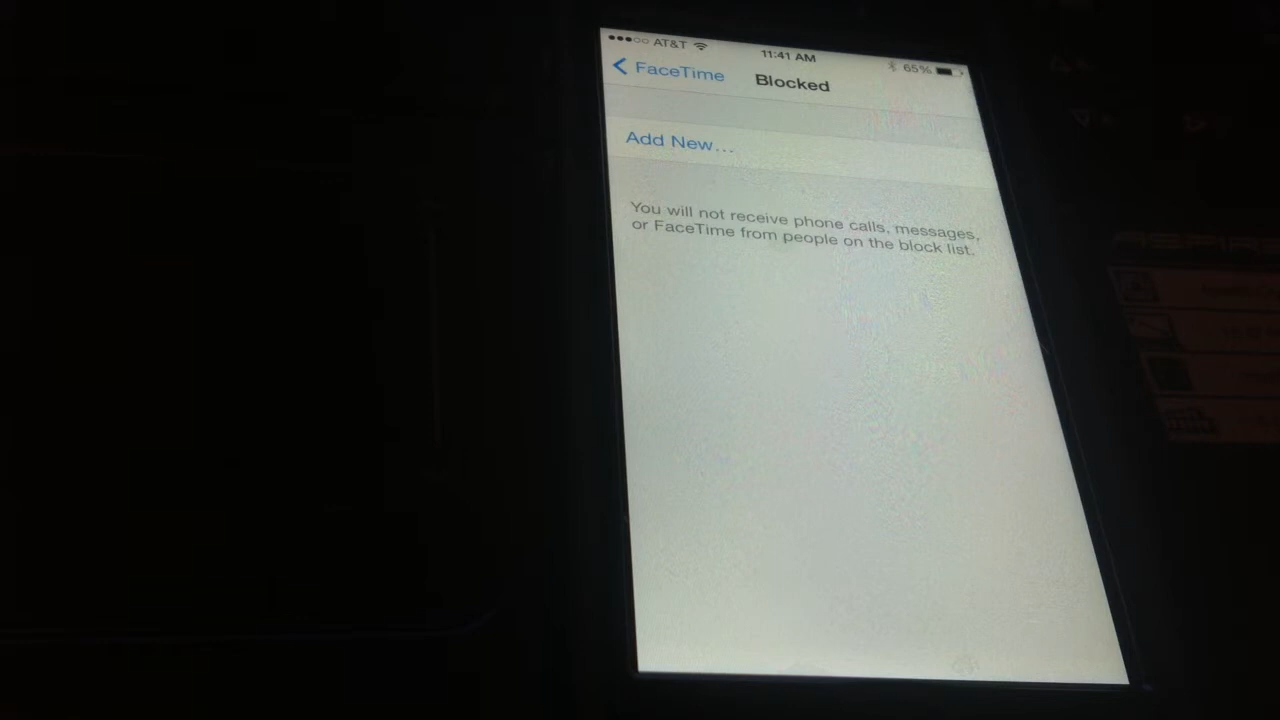 AT&T 11:41 AM 65%
FaceTime Blocked
Add New...
You will not receive phone calls, messages,
or FaceTime from people on the block list.